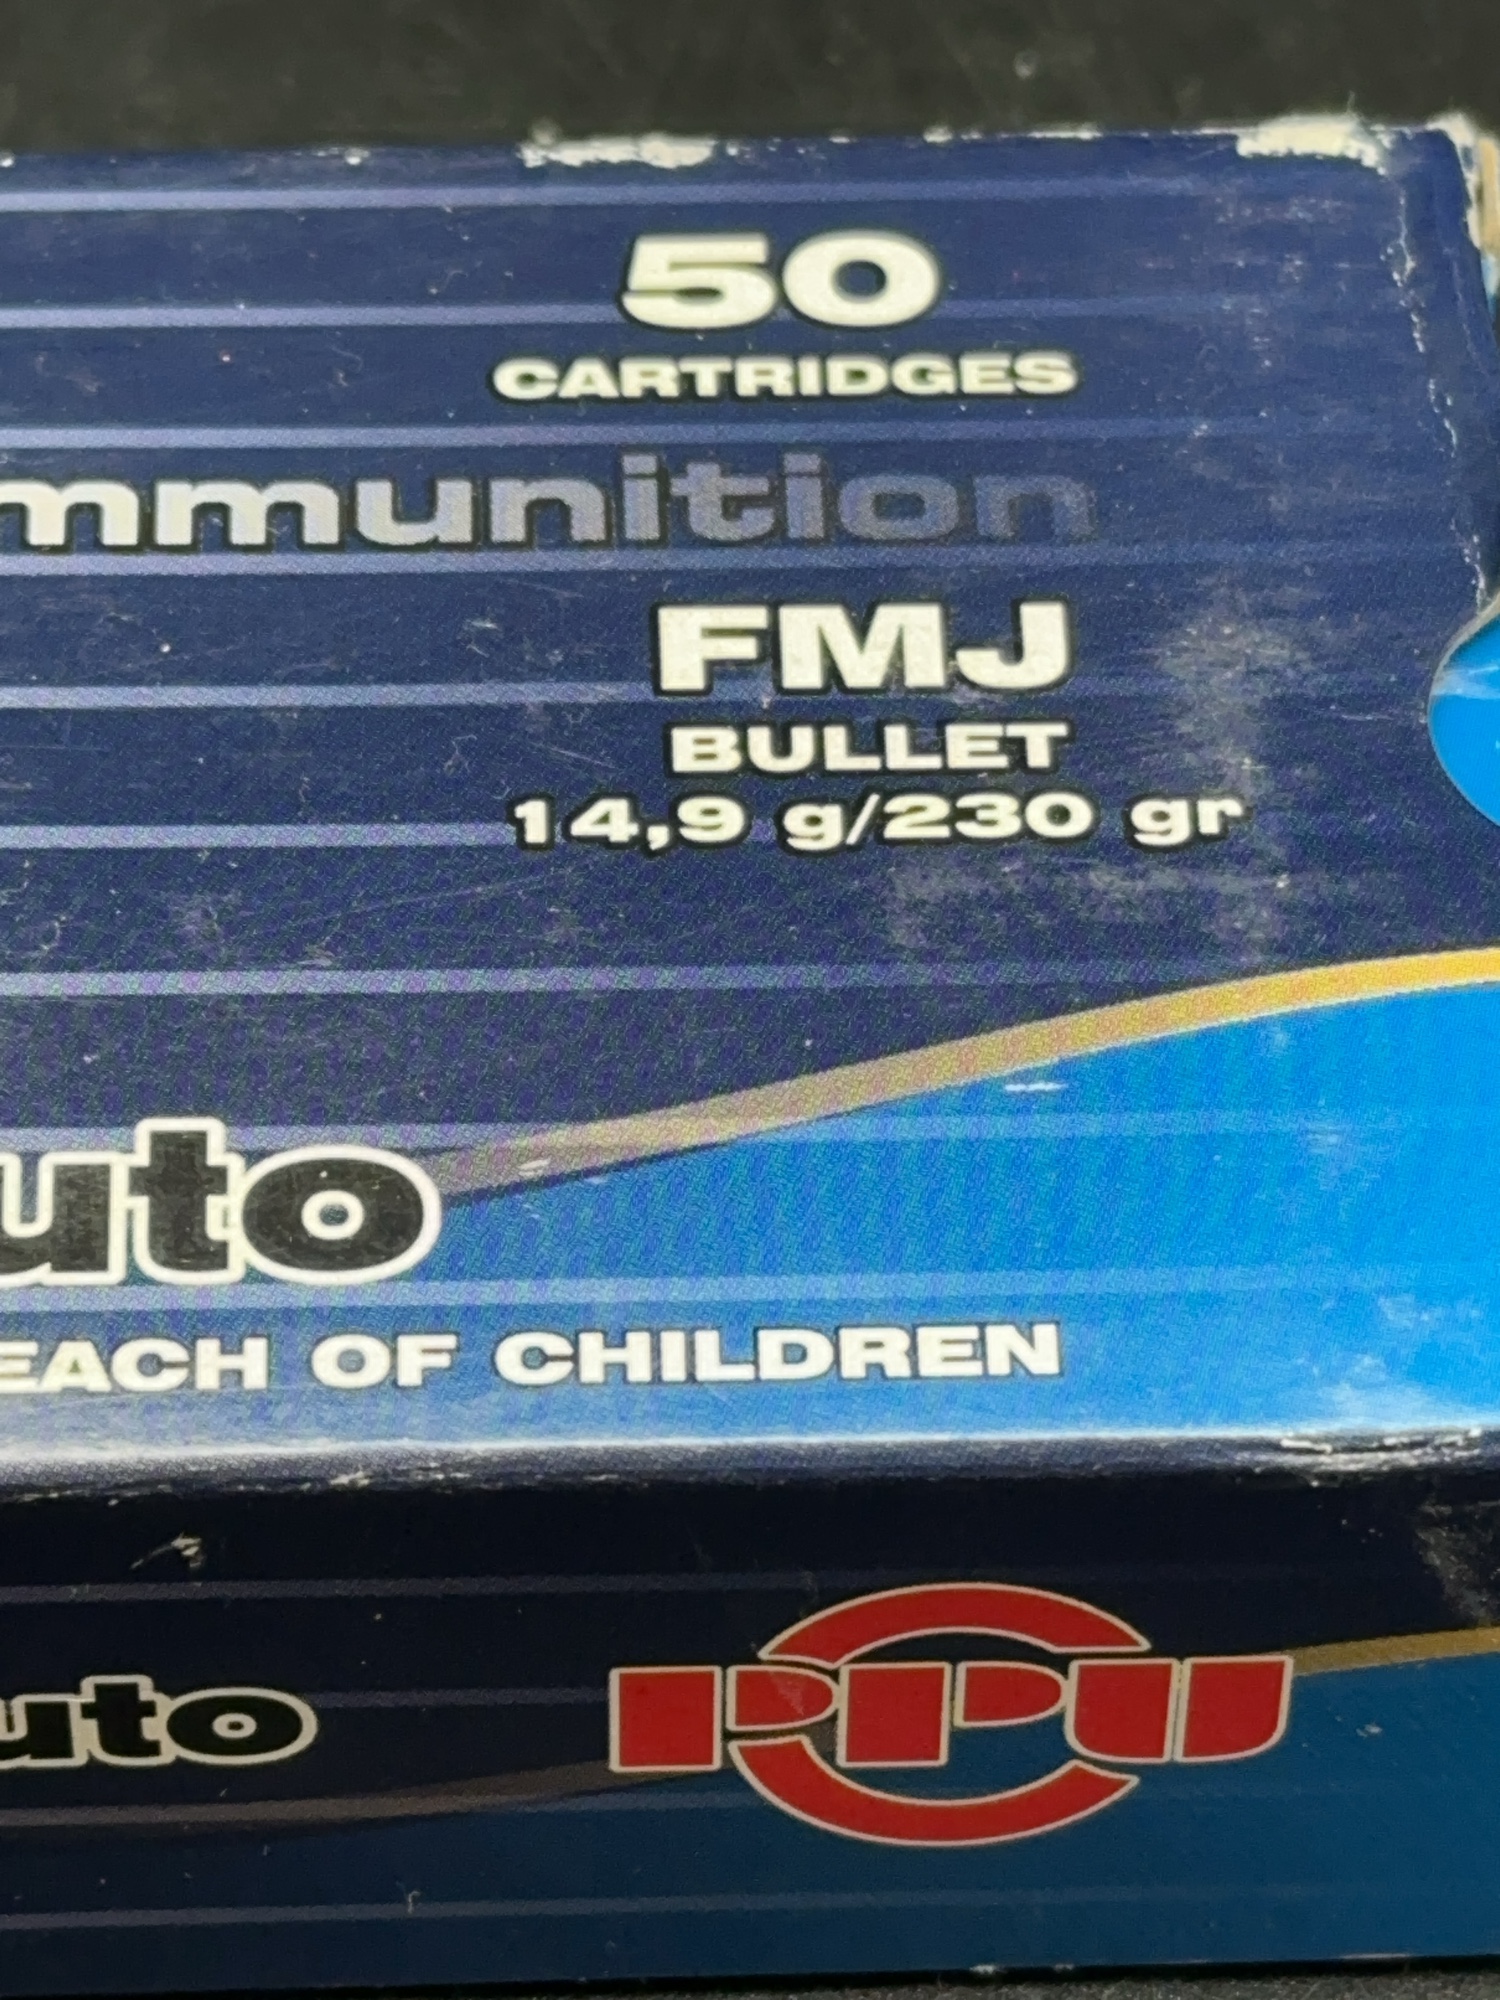 50
CARTRIDGES
mmunition
FMJ
BULLET
14,9 g/230 gr
uto
EACH OF CHILDREN
uto
PPU